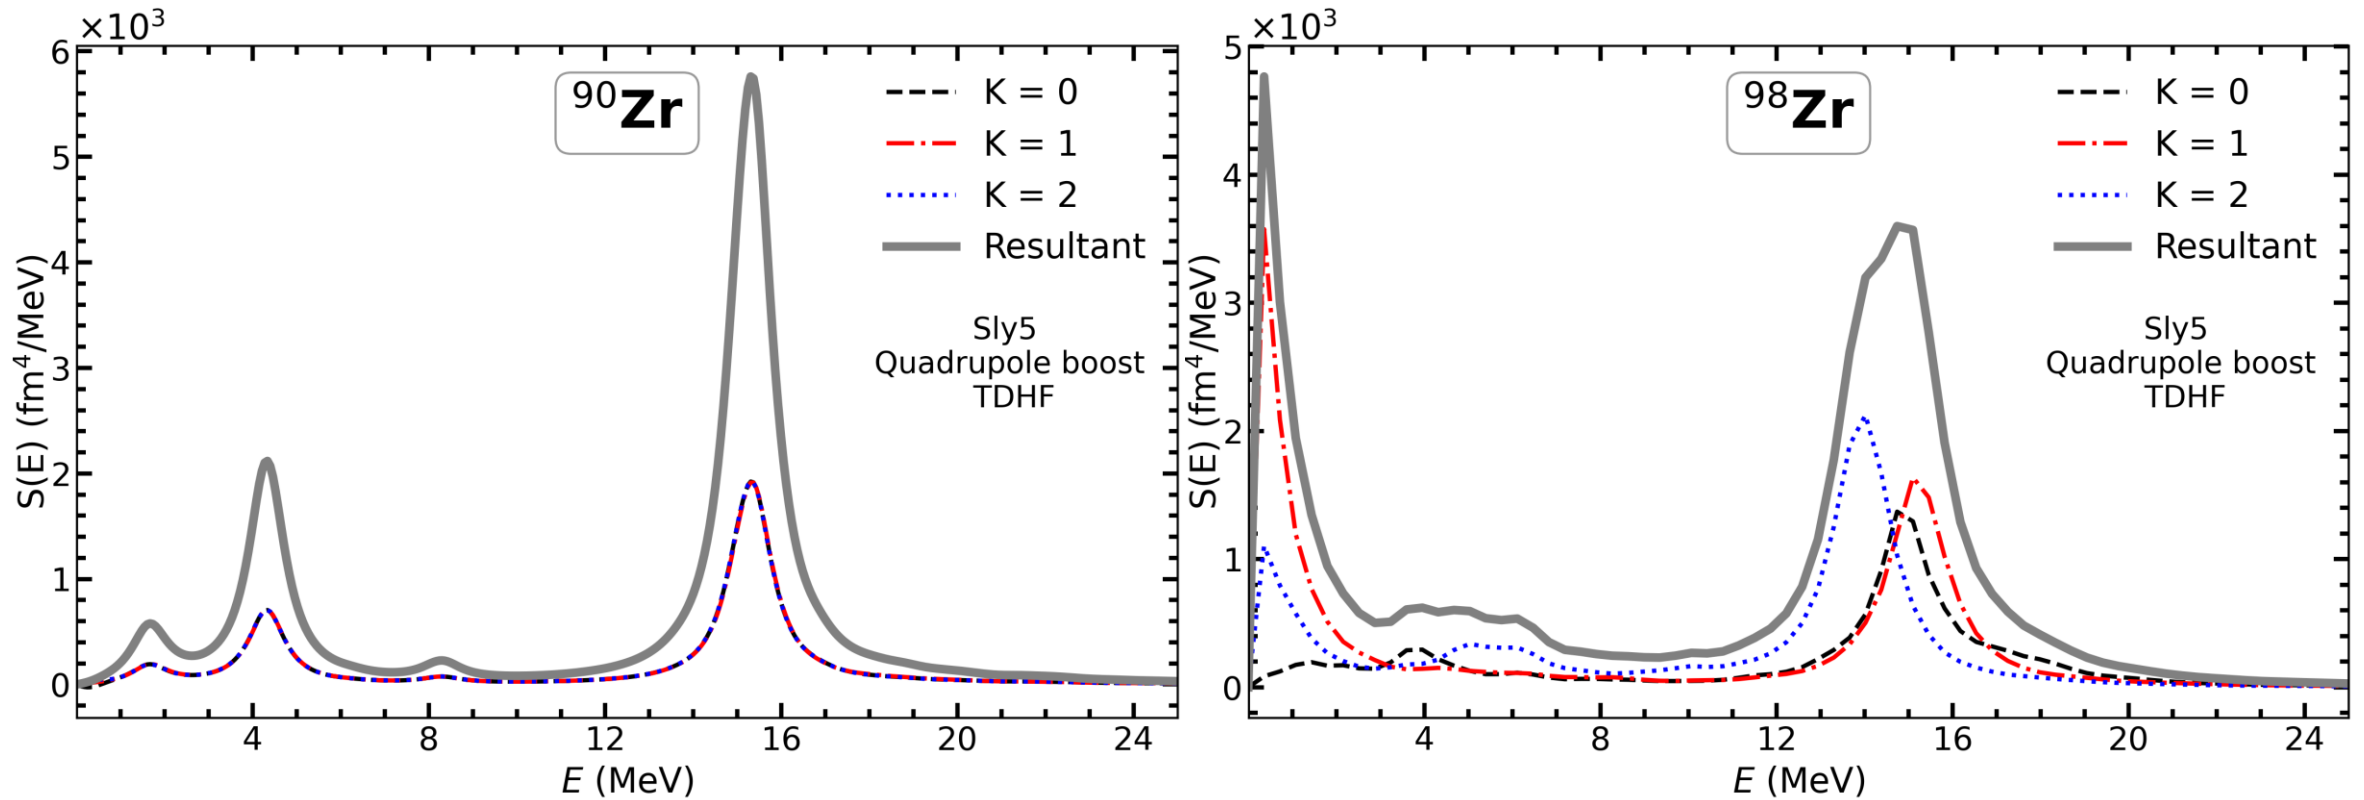 ×10³
6
5
4
3
2
1
0
S(E) (fm⁴/MeV)
⁹⁰Zr
K = 0
K = 1
K = 2
Resultant
Sly5
Quadrupole boost
TDHF
4 8 12 16 20 24
E (MeV)
×10³
5
4
3
2
1
0
S(E) (fm⁴/MeV)
⁹⁸Zr
K = 0
K = 1
K = 2
Resultant
Sly5
Quadrupole boost
TDHF
4 8 12 16 20 24
E (MeV)